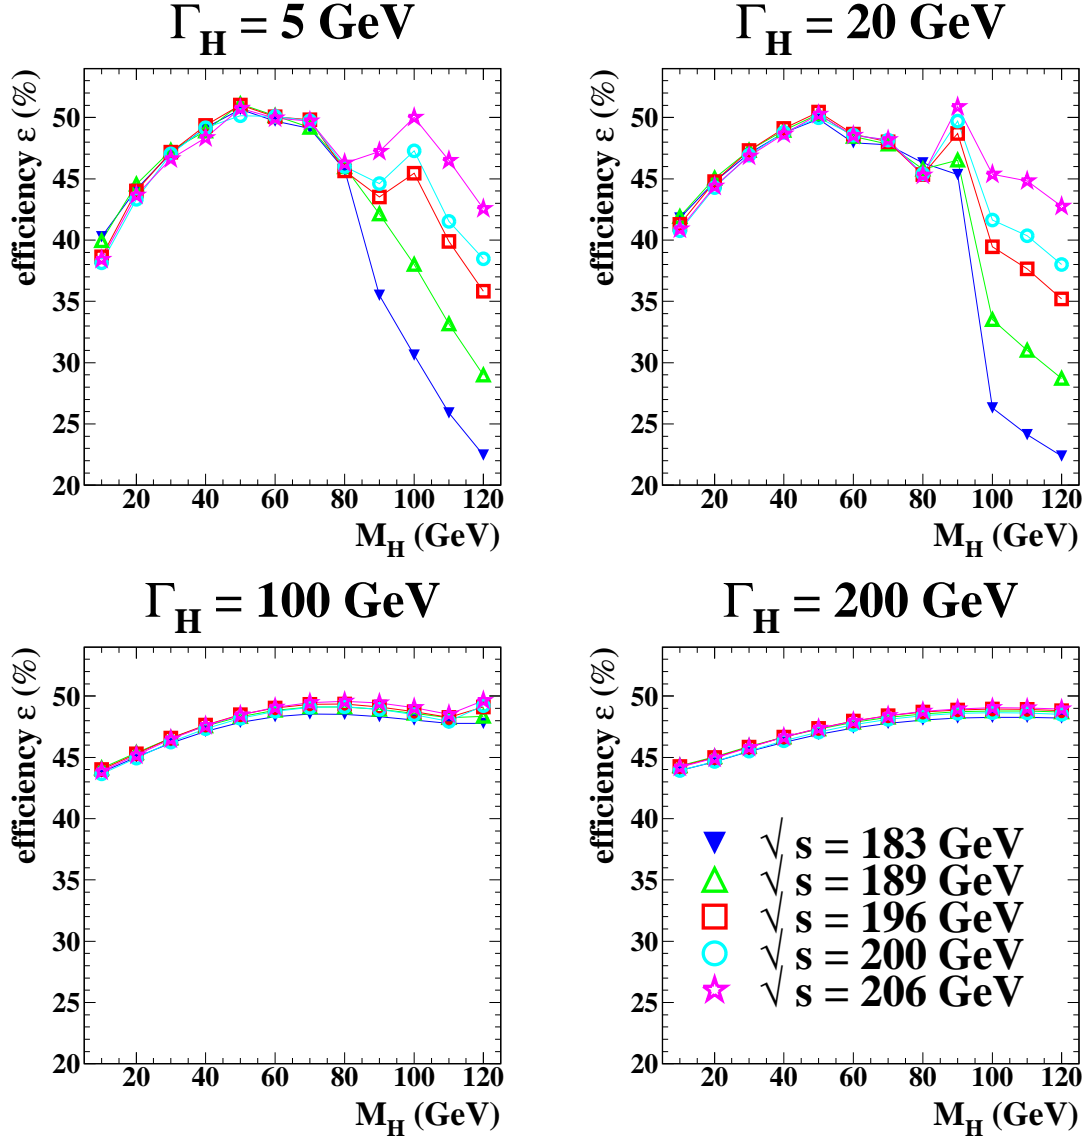 Γ_H = 5 GeV
efficiency ε (%)
50
45
40
35
30
25
20
20 40 60 80 100 120
M_H (GeV)
Γ_H = 20 GeV
efficiency ε (%)
50
45
40
35
30
25
20
20 40 60 80 100 120
M_H (GeV)
Γ_H = 100 GeV
efficiency ε (%)
50
45
40
35
30
25
20
20 40 60 80 100 120
M_H (GeV)
Γ_H = 200 GeV
efficiency ε (%)
50
45
40
35
30
25
20
√ s = 183 GeV
√ s = 189 GeV
√ s = 196 GeV
√ s = 200 GeV
√ s = 206 GeV
20 40 60 80 100 120
M_H (GeV)